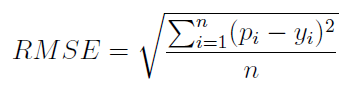 RMSE = \sqrt{\frac{\sum_{i=1}^{n}(p_i - y_i)^2}{n}}